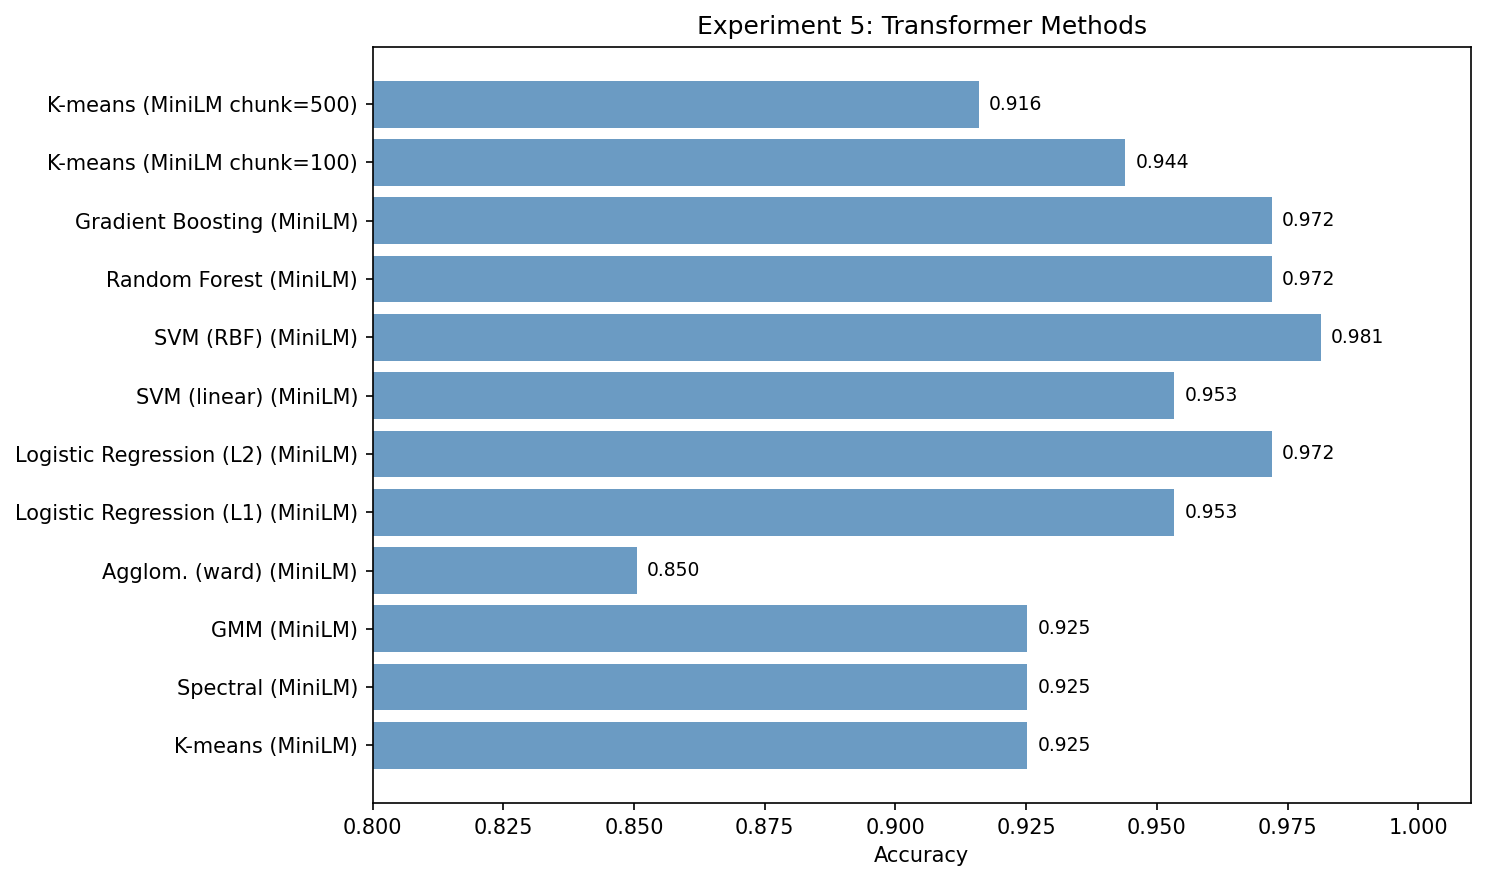 Experiment 5: Transformer Methods
K-means (MiniLM chunk=500)
0.916
K-means (MiniLM chunk=100)
0.944
Gradient Boosting (MiniLM)
0.972
Random Forest (MiniLM)
0.972
SVM (RBF) (MiniLM)
0.981
SVM (linear) (MiniLM)
0.953
Logistic Regression (L2) (MiniLM)
0.972
Logistic Regression (L1) (MiniLM)
0.953
Agglom. (ward) (MiniLM)
0.850
GMM (MiniLM)
0.925
Spectral (MiniLM)
0.925
K-means (MiniLM)
0.925
0.800 0.825 0.850 0.875 0.900 0.925 0.950 0.975 1.000
Accuracy